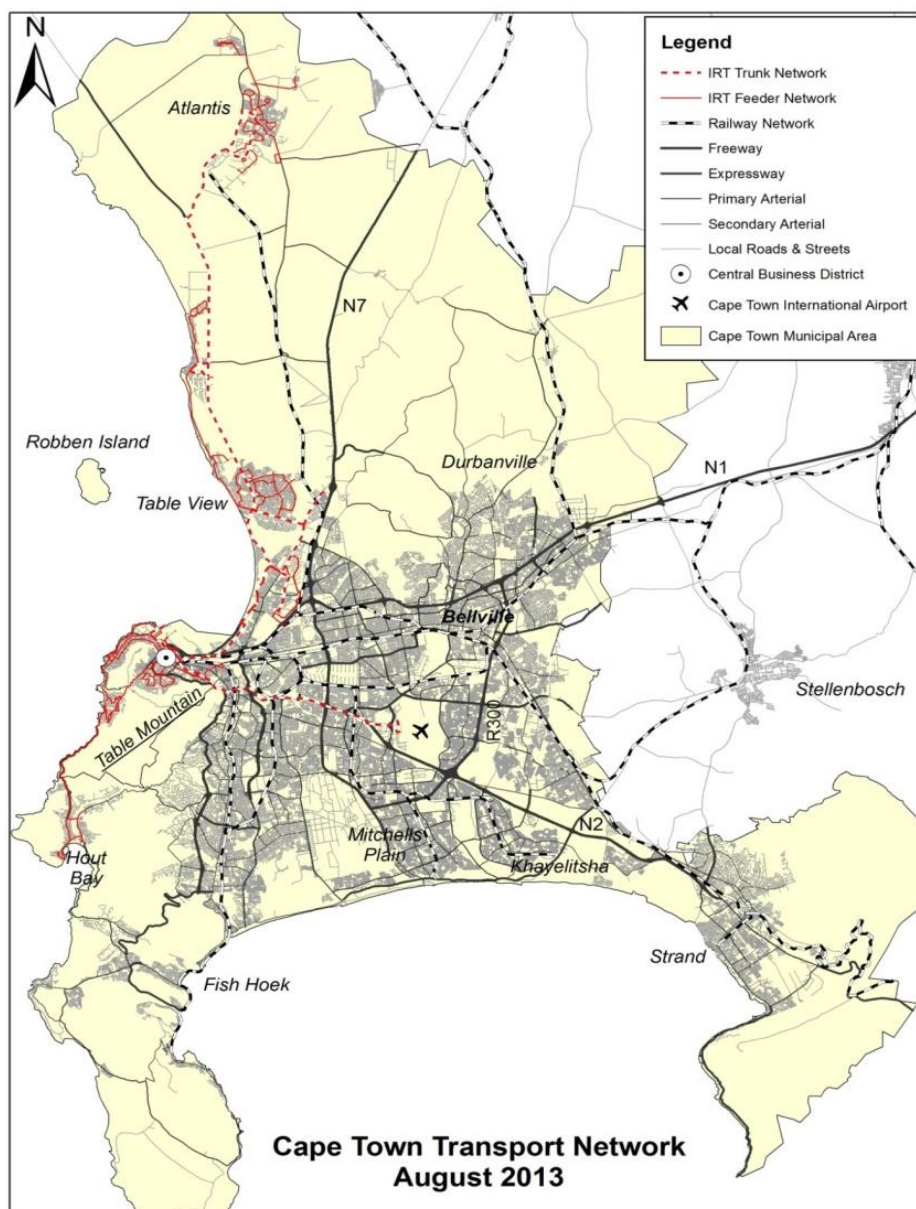 N
Legend
IRT Trunk Network
IRT Feeder Network
Railway Network
Freeway
Expressway
Primary Arterial
Secondary Arterial
Local Roads & Streets
Central Business District
Cape Town International Airport
Cape Town Municipal Area
Atlantis
N7
Robben Island
Durbanville
N1
Table View
Bellville
Stellenbosch
Table Mountain
R300
N2
Mitchells
Plain
Khayelitsha
Hout
Bay
Strand
Fish Hoek
Cape Town Transport Network
August 2013